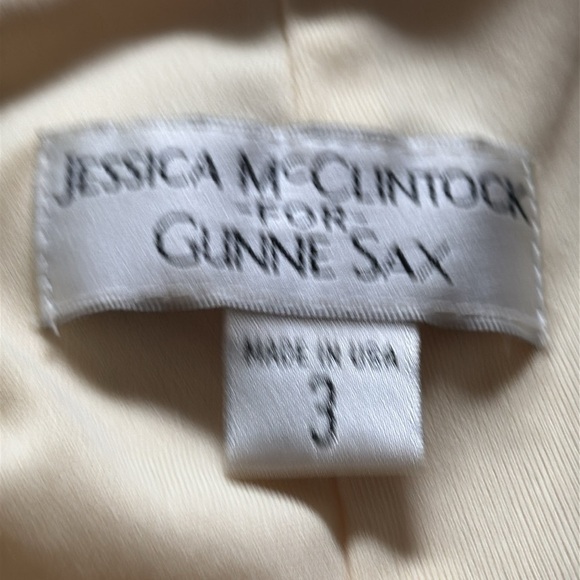 JESSICA McCLINTOCK
-FOR-
GUNNE SAX
MADE IN USA
3